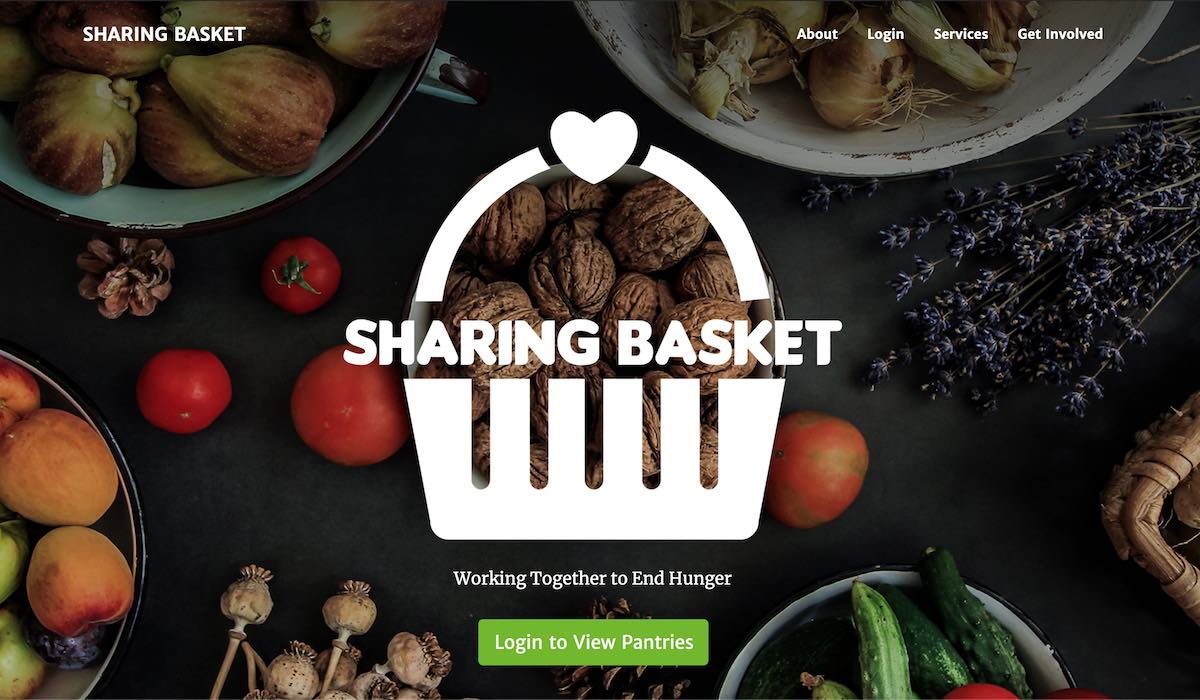 SHARING BASKET
About Login Services Get Involved
SHARING BASKET
Working Together to End Hunger
Login to View Pantries